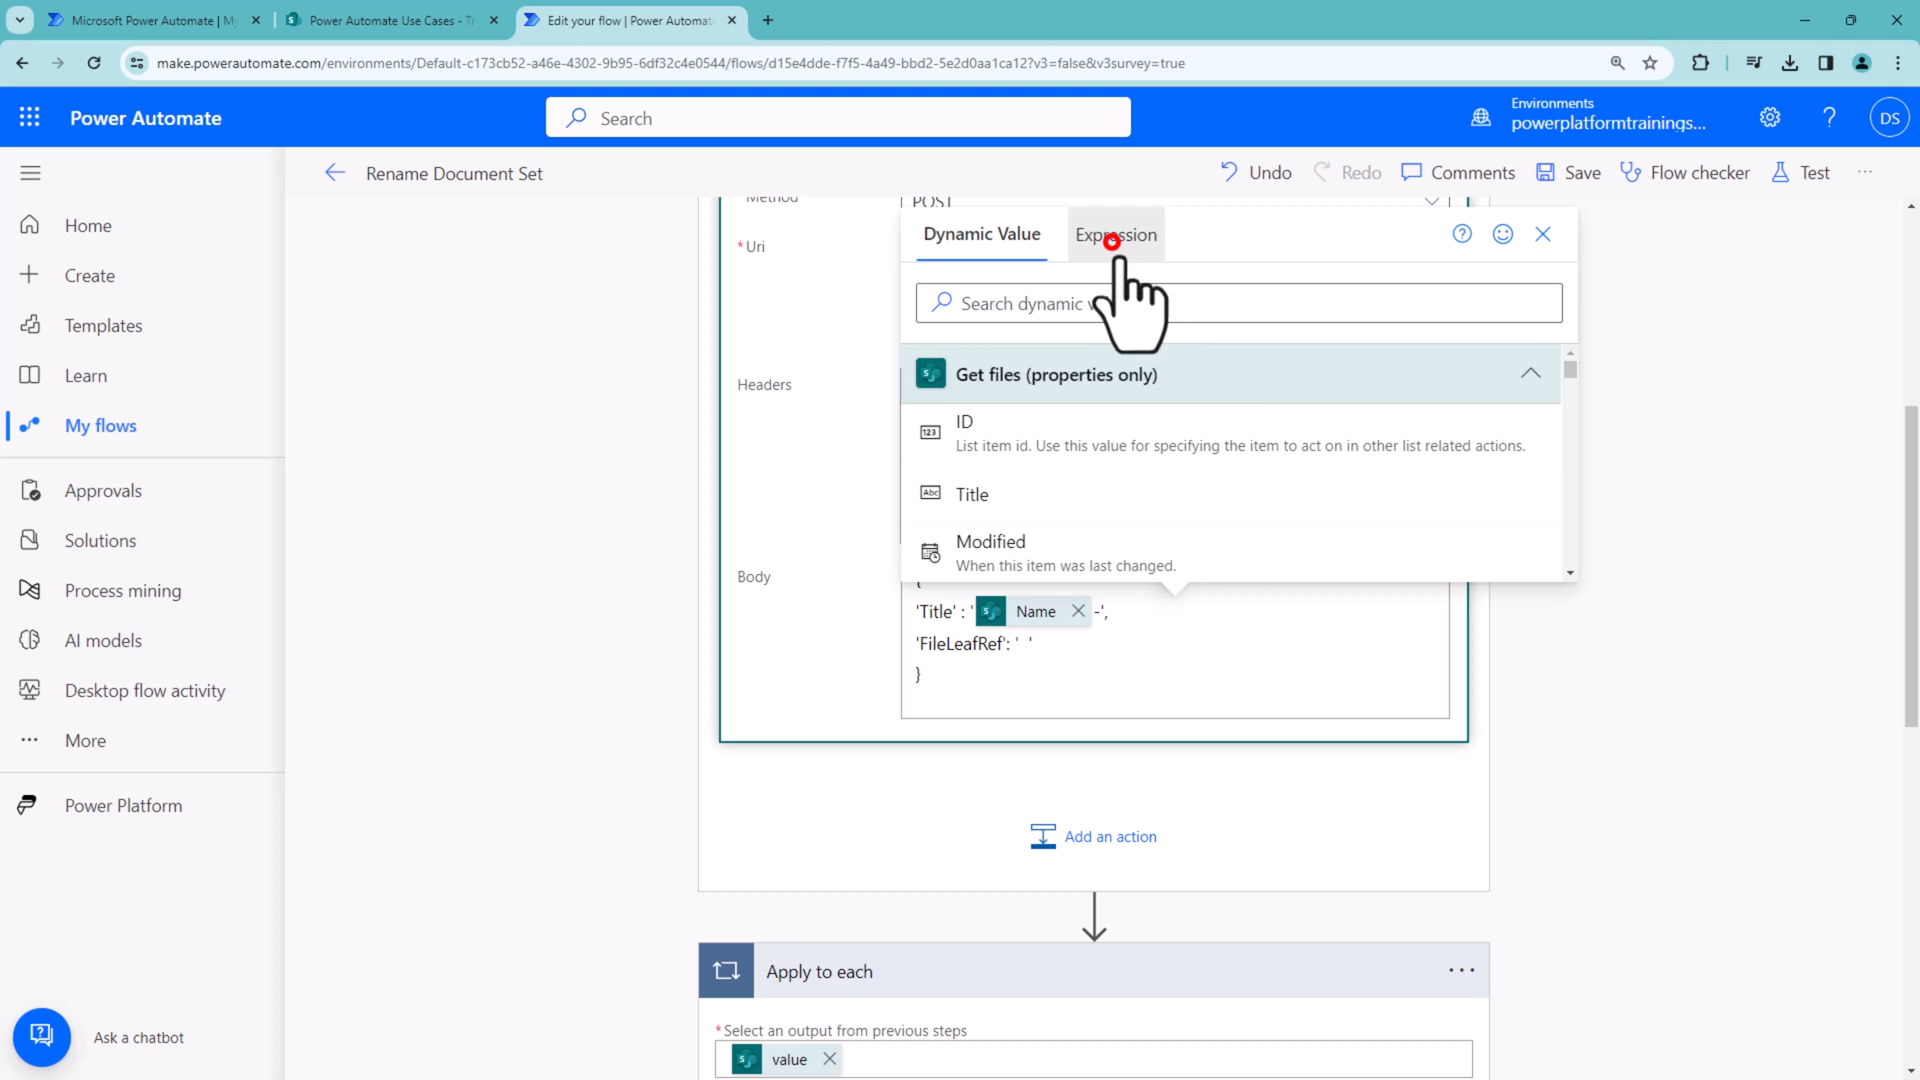 Microsoft Power Automate | M
Power Automate Use Cases - Tr
Edit your flow | Power Automat
make.powerautomate.com/environments/Default-c173cb52-a46e-4302-9b95-6df32c4e0544/flows/d15e4dde-f7f5-4a49-bbd2-5e2d0aa1ca12?v3=false&v3survey=true
Power Automate
Search
Environments
powerplatformtrainings...
DS
Rename Document Set
Undo
Redo
Comments
Save
Flow checker
Test
Home
Create
Templates
Learn
My flows
Approvals
Solutions
Process mining
AI models
Desktop flow activity
More
Power Platform
Ask a chatbot
Method
POST
* Uri
Headers
Body
Dynamic Value
Expression
Search dynamic v
Get files (properties only)
123
ID
List item id. Use this value for specifying the item to act on in other list related actions.
Abc
Title
Modified
When this item was last changed.
{
'Title' : ' Name -',
'FileLeafRef': '  '
}
Add an action
Apply to each
* Select an output from previous steps
value